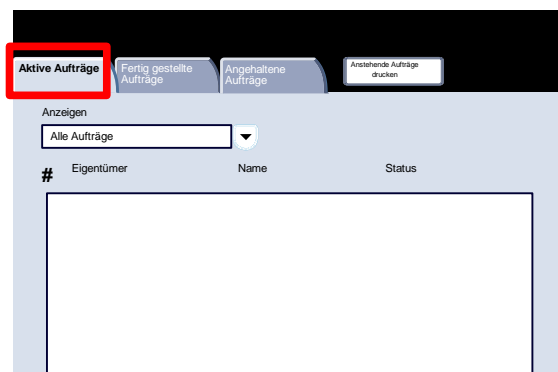 Aktive Aufträge
Fertig gestellte
Aufträge
Angehaltene
Aufträge
Anstehende Aufträge
drucken
Anzeigen
Alle Aufträge
# Eigentümer Name Status